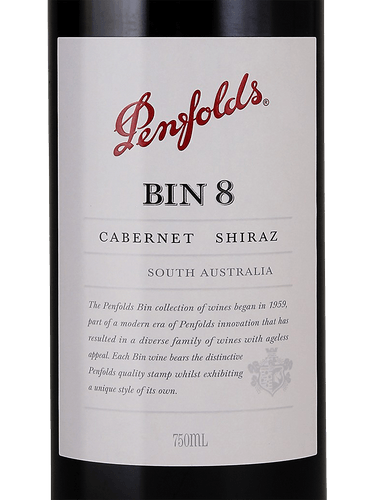 Penfolds®
BIN 8
CABERNET SHIRAZ
SOUTH AUSTRALIA
The Penfolds Bin collection of wines began in 1959,
part of a modern era of Penfolds innovation that has
resulted in a diverse family of wines with ageless
appeal. Each Bin wine bears the distinctive
Penfolds quality stamp whilst exhibiting
a unique style of its own.
750ML